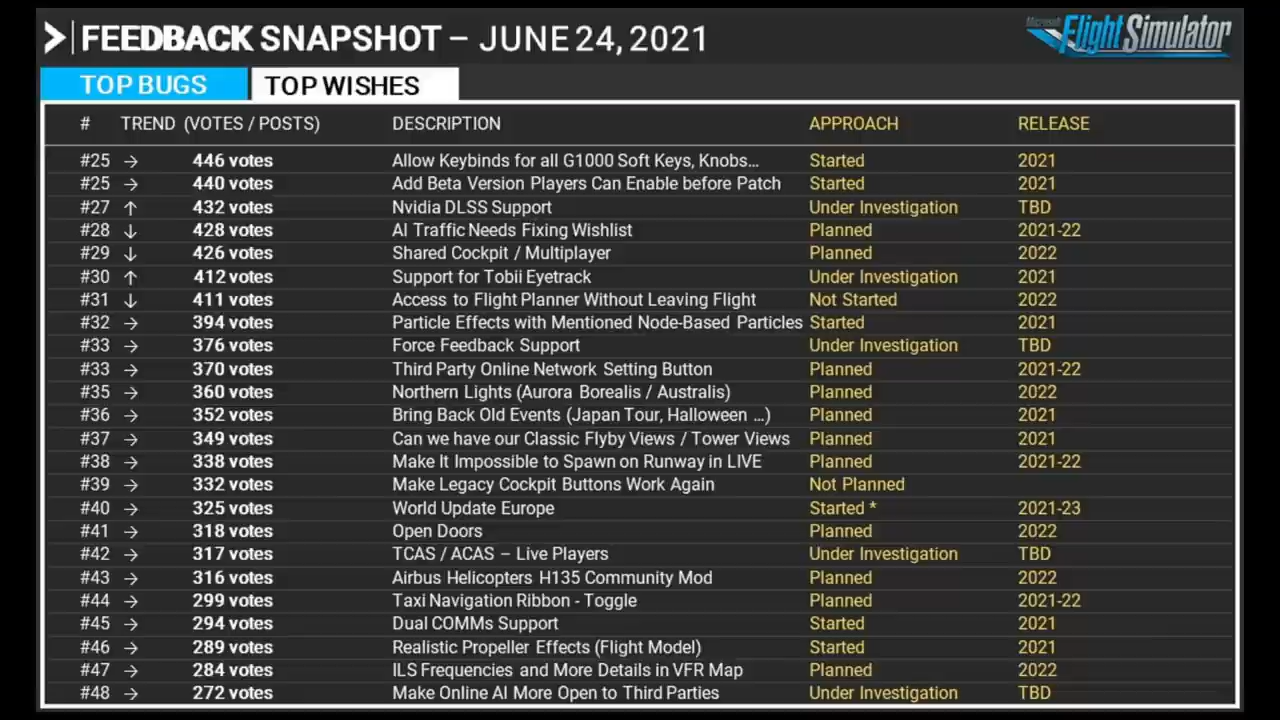 FEEDBACK SNAPSHOT – JUNE 24, 2021
Microsoft
Flight Simulator
TOP BUGS TOP WISHES
# TREND (VOTES / POSTS) DESCRIPTION APPROACH RELEASE
#25 → 446 votes Allow Keybinds for all G1000 Soft Keys, Knobs... Started 2021
#25 → 440 votes Add Beta Version Players Can Enable before Patch Started 2021
#27 ↑ 432 votes Nvidia DLSS Support Under Investigation TBD
#28 ↓ 428 votes AI Traffic Needs Fixing Wishlist Planned 2021-22
#29 ↓ 426 votes Shared Cockpit / Multiplayer Planned 2022
#30 ↑ 412 votes Support for Tobii Eyetrack Under Investigation 2021
#31 ↓ 411 votes Access to Flight Planner Without Leaving Flight Not Started 2022
#32 → 394 votes Particle Effects with Mentioned Node-Based Particles Started 2021
#33 → 376 votes Force Feedback Support Under Investigation TBD
#33 → 370 votes Third Party Online Network Setting Button Planned 2021-22
#35 → 360 votes Northern Lights (Aurora Borealis / Australis) Planned 2022
#36 → 352 votes Bring Back Old Events (Japan Tour, Halloween ...) Planned 2021
#37 → 349 votes Can we have our Classic Flyby Views / Tower Views Planned 2021
#38 → 338 votes Make It Impossible to Spawn on Runway in LIVE Planned 2021-22
#39 → 332 votes Make Legacy Cockpit Buttons Work Again Not Planned
#40 → 325 votes World Update Europe Started * 2021-23
#41 → 318 votes Open Doors Planned 2022
#42 → 317 votes TCAS / ACAS – Live Players Under Investigation TBD
#43 → 316 votes Airbus Helicopters H135 Community Mod Planned 2022
#44 → 299 votes Taxi Navigation Ribbon - Toggle Planned 2021-22
#45 → 294 votes Dual COMMs Support Started 2021
#46 → 289 votes Realistic Propeller Effects (Flight Model) Started 2021
#47 → 284 votes ILS Frequencies and More Details in VFR Map Planned 2022
#48 → 272 votes Make Online AI More Open to Third Parties Under Investigation TBD